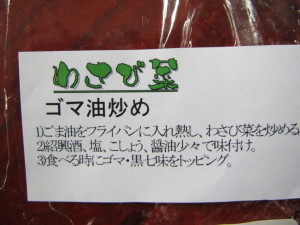 わさび菜
ゴマ油炒め
1)ごま油をフライパンに入れ熱し、わさび菜を炒める。
2)紹興酒、塩、こしょう、醤油少々で味付け。
3)食べる時にゴマ・黒七味をトッピング。